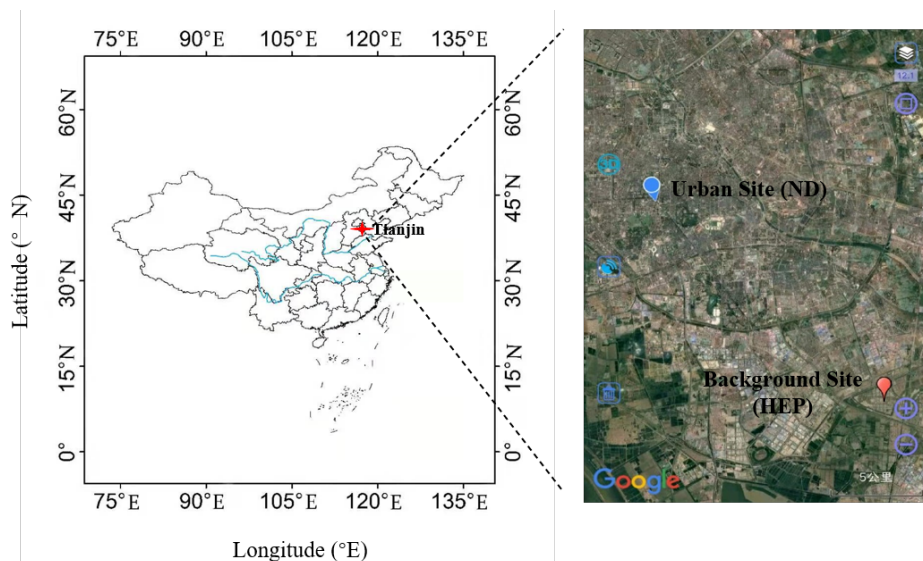 75°E 90°E 105°E 120°E 135°E
60°N 60°N
45°N 45°N
30°N 30°N
15°N 15°N
0° 0°
75°E 90°E 105°E 120°E 135°E
Latitude (° N)
Longitude (°E)
Tianjin
12.1
Urban Site (ND)
Background Site
(HEP)
5公里
Google